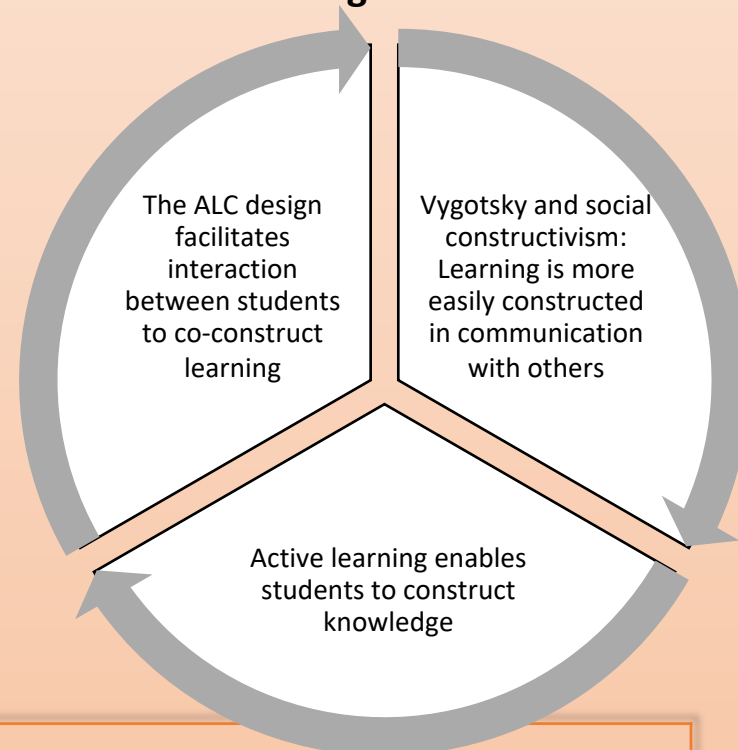 The ALC design
facilitates
interaction
between students
to co-construct
learning
Vygotsky and social
constructivism:
Learning is more
easily constructed
in communication
with others
Active learning enables
students to construct
knowledge